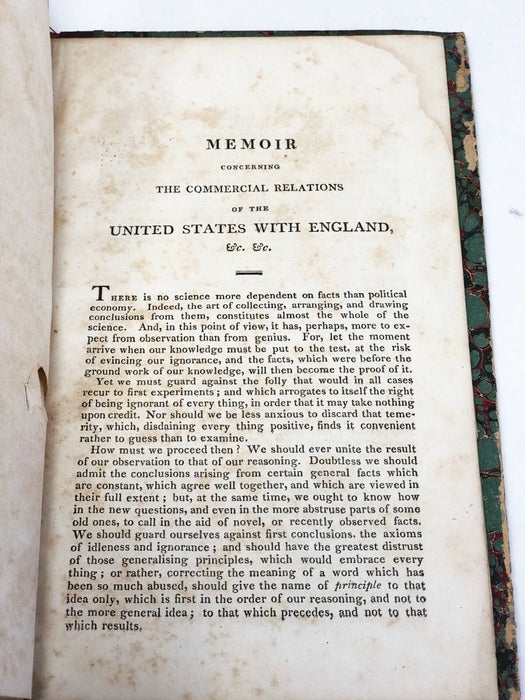 MEMOIR
CONCERNING
THE COMMERCIAL RELATIONS
OF THE
UNITED STATES WITH ENGLAND,
&c. &c.
THERE is no science more dependent on facts than political
economy. Indeed, the art of collecting, arranging, and drawing
conclusions from them, constitutes almost the whole of the
science. And, in this point of view, it has, perhaps, more to ex-
pect from observation than from genius. For, let the moment
arrive when our knowledge must be put to the test. at the risk
of evincing our ignorance, and the facts, which were before the
ground work of our knowledge, will then become the proof of it.
Yet we must guard against the folly that would in all cases
recur to first experiments; and which arrogates to itself the right
of being ignorant of every thing, in order that it may take nothing
upon credit. Nor should we be less anxious to discard that teme-
rity, which, disdaining every thing positive, finds it convenient
rather to guess than to examine.
How must we proceed then? We should ever unite the result
of our observation to that of our reasoning. Doubtless we should
admit the conclusions arising from certain general facts which
are constant, which agree well together, and which are viewed in
their full extent; but, at the same time, we ought to know how
in the new questions, and even in the more abstruse parts of some
old ones, to call in the aid of novel, or recently observed facts.
We should guard ourselves against first conclusions. the axioms
of idleness and ignorance; and should have the greatest distrust
of those generalising principles, which would embrace every
thing; or rather, correcting the meaning of a word which has
been so much abused, should give the name of principle to that
idea only, which is first in the order of our reasoning, and not to
the more general idea; to that which precedes, and not to that
which results.